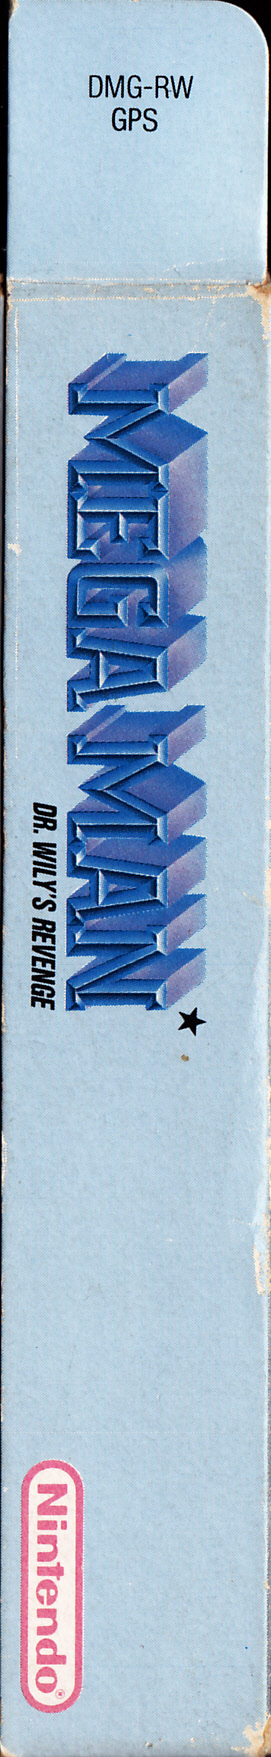 DMG-RW
GPS
MEGA MAN★
DR. WILY'S REVENGE
Nintendo®